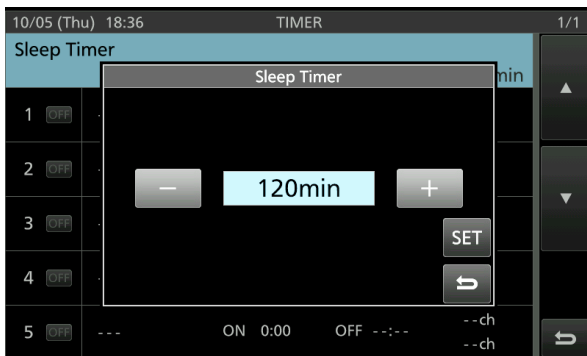 10/05 (Thu) 18:36 TIMER 1/1
Sleep Timer
min
Sleep Timer
1 OFF
2 OFF
- 120min +
3 OFF
SET
4 OFF
5 OFF --- ON 0:00 OFF --:-- --ch
--ch